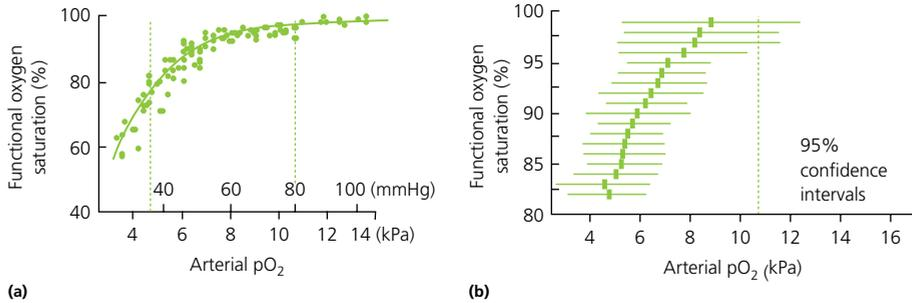 Functional oxygen
saturation (%)
100
80
60
40
40 60 80 100 (mmHg)
4 6 8 10 12 14 (kPa)
Arterial pO2
(a)
Functional oxygen
saturation (%)
100
95
90
85
80
95%
confidence
intervals
4 6 8 10 12 14 16
Arterial pO2 (kPa)
(b)